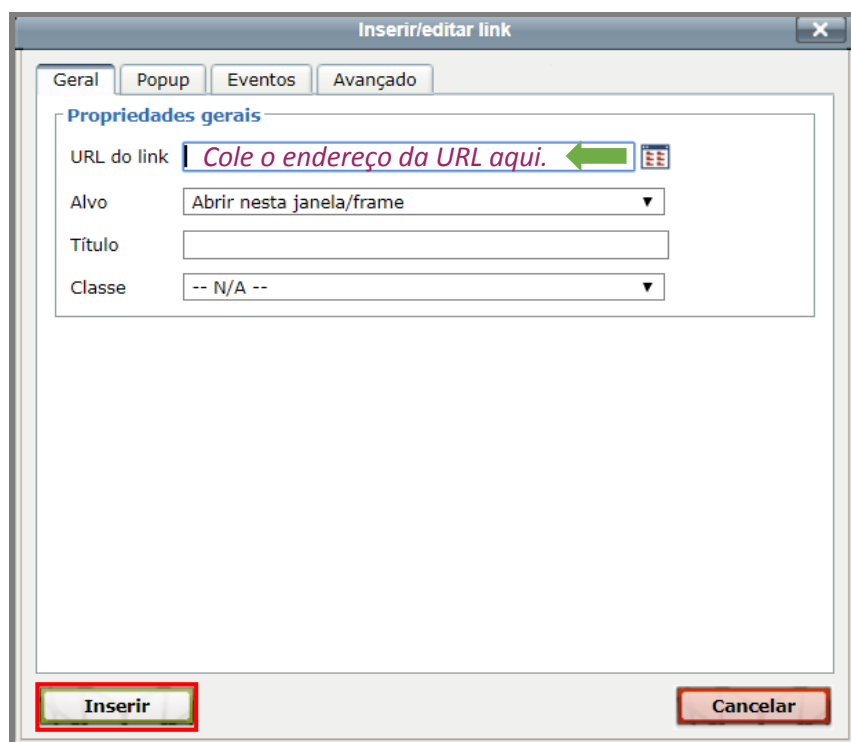 Inserir/editar link
Geral Popup Eventos Avançado
Propriedades gerais
URL do link Cole o endereço da URL aqui.
Alvo Abrir nesta janela/frame
Título
Classe -- N/A --
Inserir Cancelar